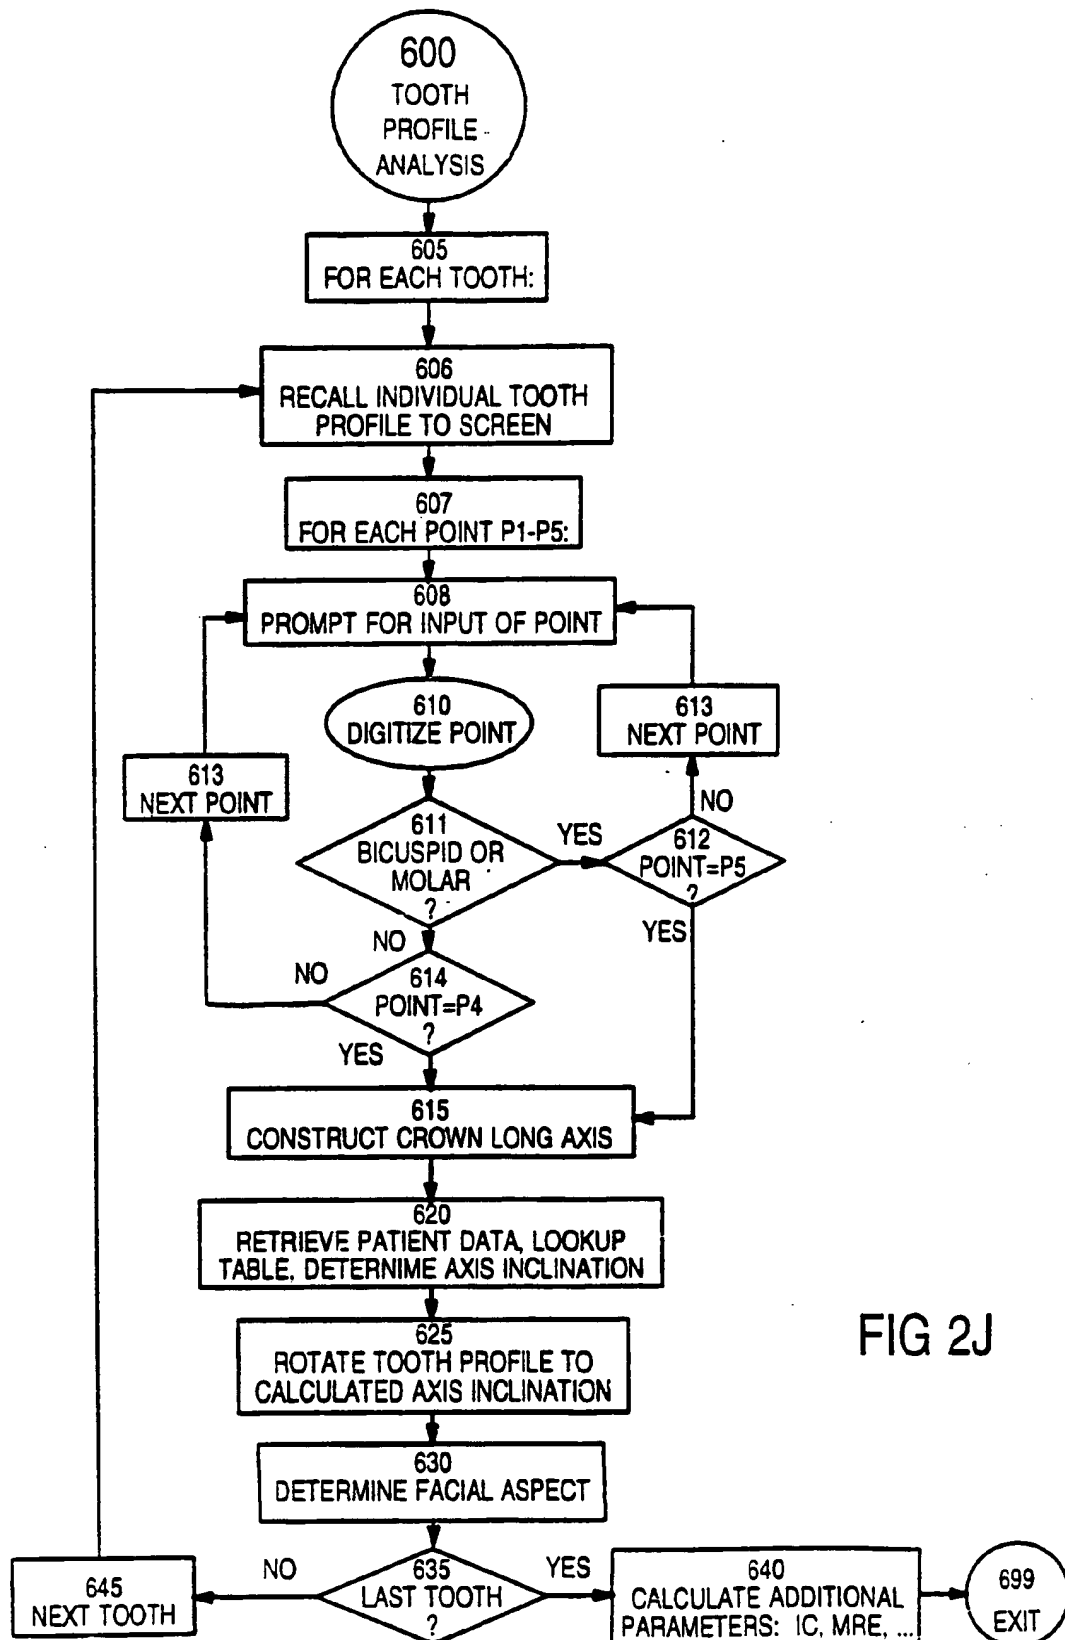 600
TOOTH
PROFILE
ANALYSIS
605
FOR EACH TOOTH:
606
RECALL INDIVIDUAL TOOTH
PROFILE TO SCREEN
607
FOR EACH POINT P1-P5:
608
PROMPT FOR INPUT OF POINT
610
DIGITIZE POINT
613
NEXT POINT
613
NEXT POINT
611
BICUSPID OR
MOLAR
?
YES
NO
612
POINT=P5
?
NO
YES
614
POINT=P4
?
NO
YES
615
CONSTRUCT CROWN LONG AXIS
620
RETRIEVE PATIENT DATA, LOOKUP
TABLE, DETERNIME AXIS INCLINATION
625
ROTATE TOOTH PROFILE TO
CALCULATED AXIS INCLINATION
FIG 2J
630
DETERMINE FACIAL ASPECT
635
LAST TOOTH
?
NO
YES
645
NEXT TOOTH
640
CALCULATE ADDITIONAL
PARAMETERS: IC, MRE, ...
699
EXIT